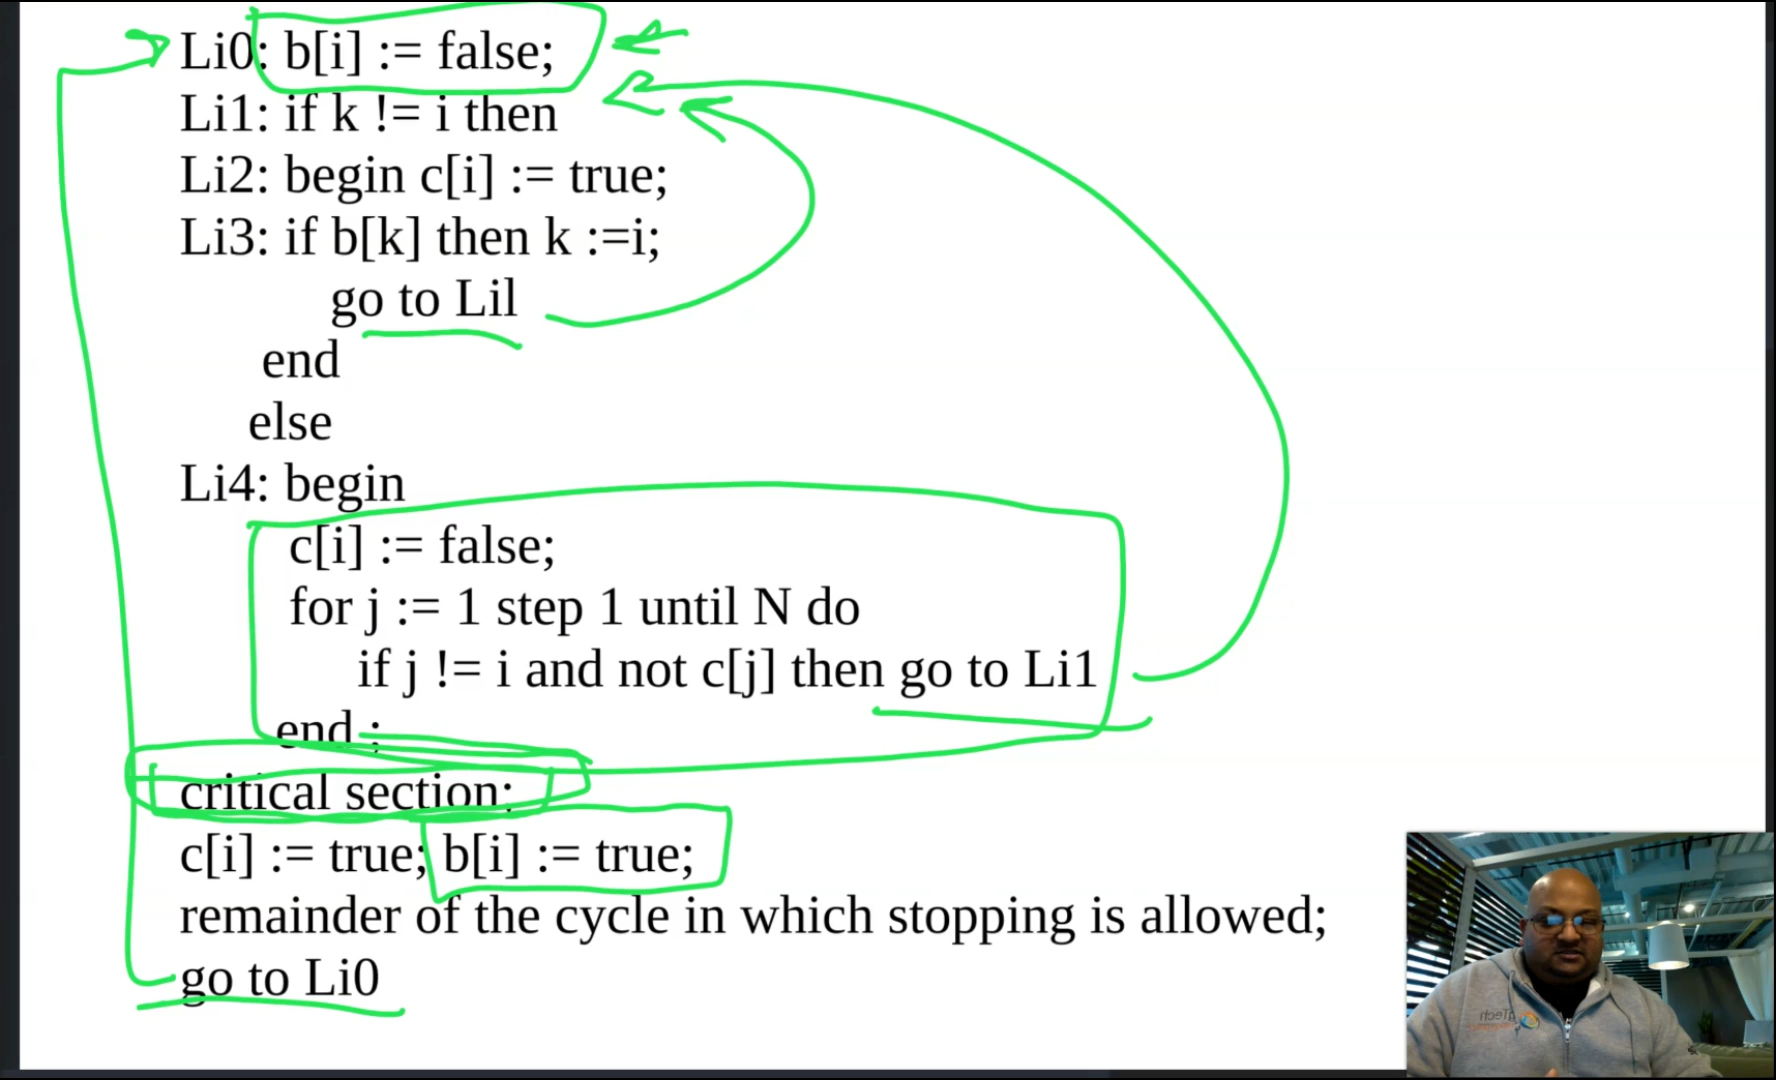 Li0: b[i] := false;
Li1: if k != i then
Li2: begin c[i] := true;
Li3: if b[k] then k :=i;
go to Lil
end
else
Li4: begin
c[i] := false;
for j := 1 step 1 until N do
if j != i and not c[j] then go to Li1
end ;
critical section;
c[i] := true; b[i] := true;
remainder of the cycle in which stopping is allowed;
go to Li0